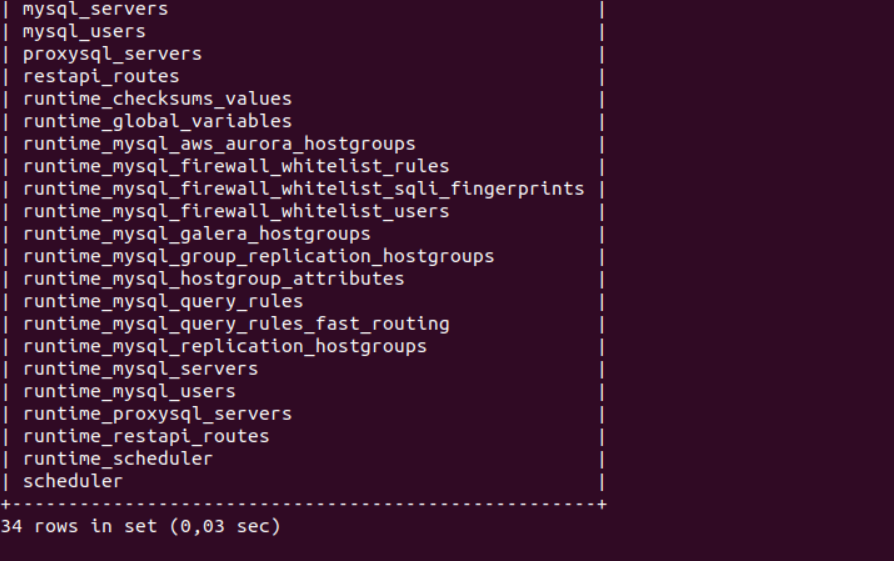 | mysql_servers                                      |
| mysql_users                                        |
| proxysql_servers                                   |
| restapi_routes                                     |
| runtime_checksums_values                           |
| runtime_global_variables                           |
| runtime_mysql_aws_aurora_hostgroups                |
| runtime_mysql_firewall_whitelist_rules             |
| runtime_mysql_firewall_whitelist_sqli_fingerprints |
| runtime_mysql_firewall_whitelist_users             |
| runtime_mysql_galera_hostgroups                    |
| runtime_mysql_group_replication_hostgroups         |
| runtime_mysql_hostgroup_attributes                 |
| runtime_mysql_query_rules                          |
| runtime_mysql_query_rules_fast_routing             |
| runtime_mysql_replication_hostgroups               |
| runtime_mysql_servers                              |
| runtime_mysql_users                                |
| runtime_proxysql_servers                           |
| runtime_restapi_routes                             |
| runtime_scheduler                                  |
| scheduler                                          |
+----------------------------------------------------+
34 rows in set (0,03 sec)